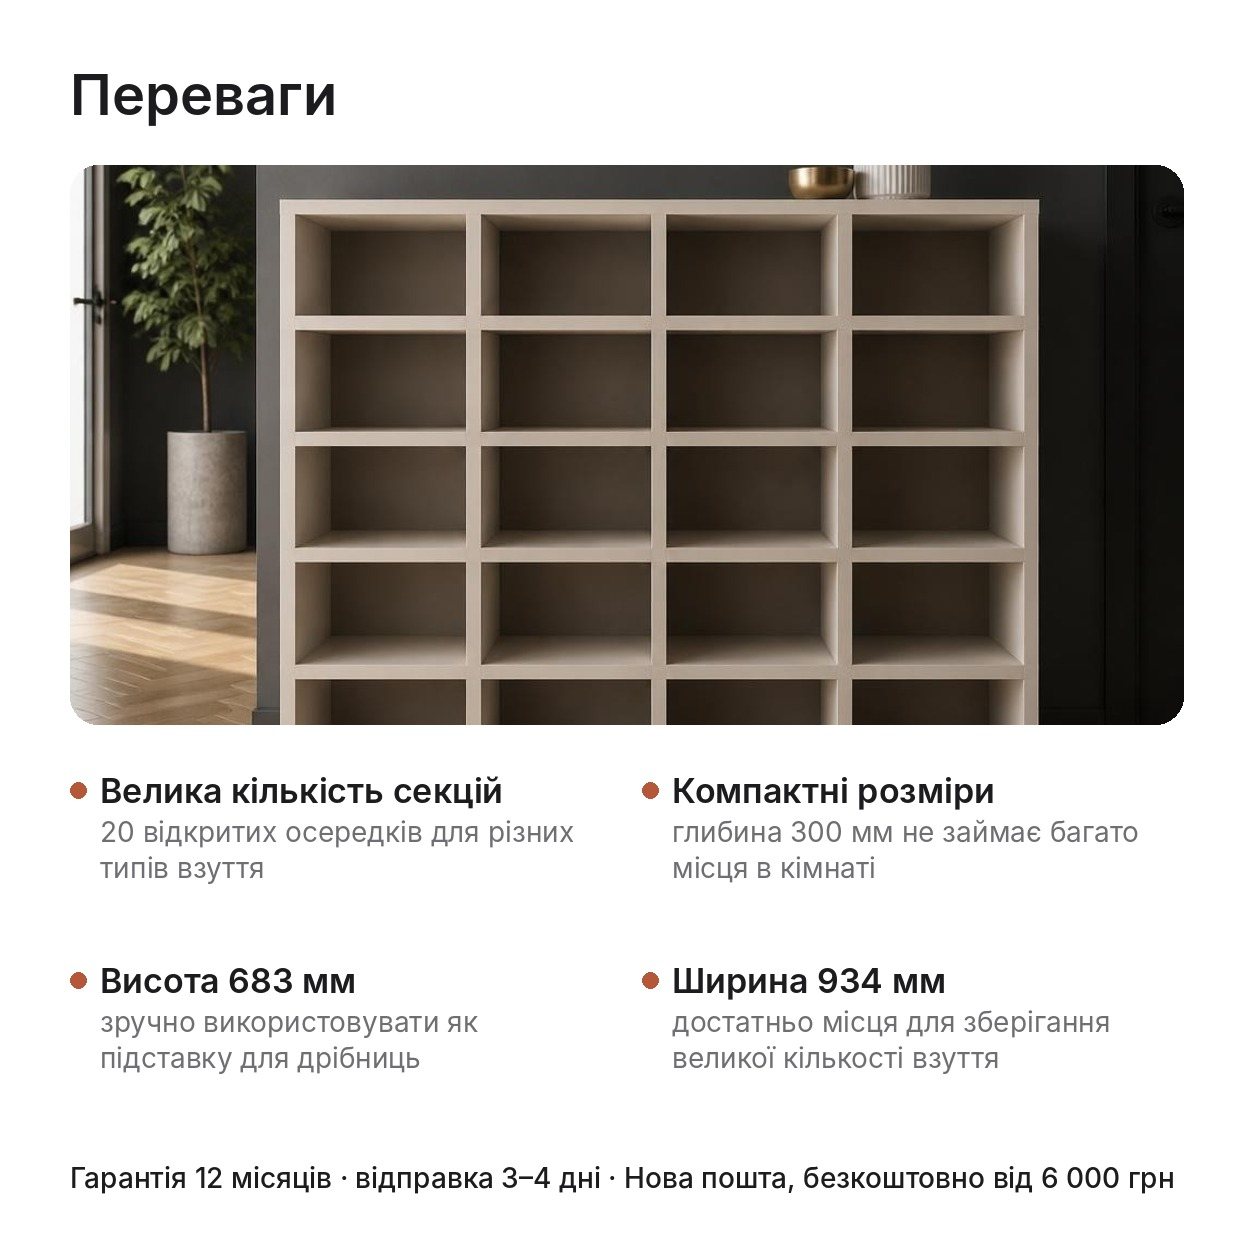 Переваги
Велика кількість секцій
20 відкритих осередків для різних
типів взуття
Компактні розміри
глибина 300 мм не займає багато
місця в кімнаті
Висота 683 мм
зручно використовувати як
підставку для дрібниць
Ширина 934 мм
достатньо місця для зберігання
великої кількості взуття
Гарантія 12 місяців · відправка 3–4 дні · Нова пошта, безкоштовно від 6 000 грн